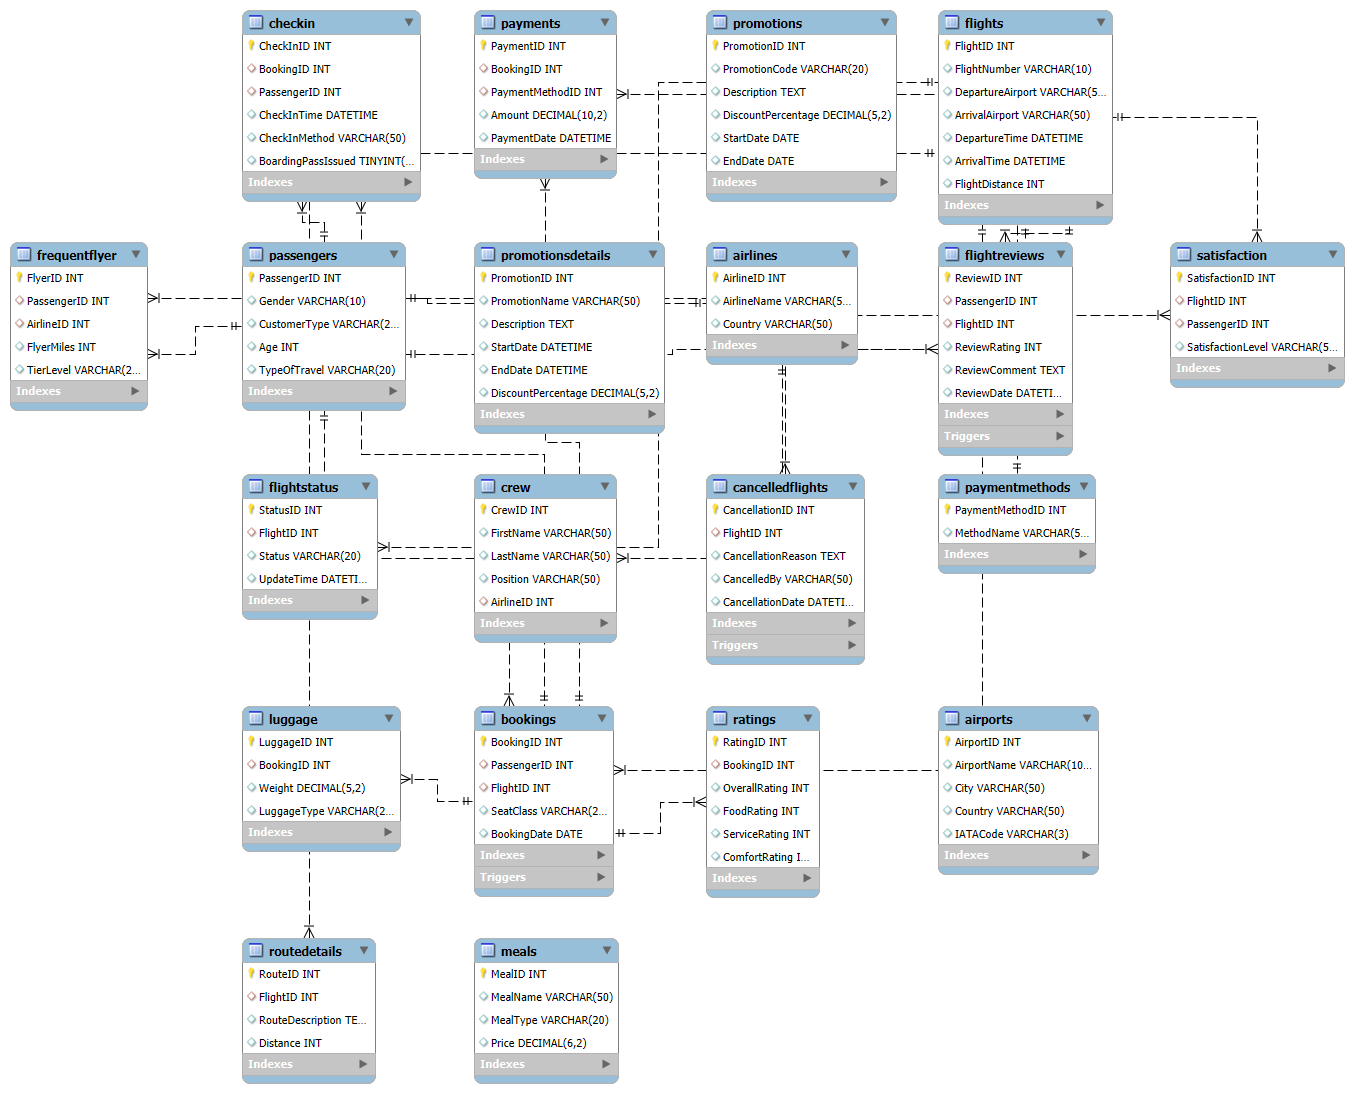 checkin
CheckInID INT
BookingID INT
PassengerID INT
CheckInTime DATETIME
CheckInMethod VARCHAR(50)
BoardingPassIssued TINYINT(...
Indexes
payments
PaymentID INT
BookingID INT
PaymentMethodID INT
Amount DECIMAL(10,2)
PaymentDate DATETIME
Indexes
promotions
PromotionID INT
PromotionCode VARCHAR(20)
Description TEXT
DiscountPercentage DECIMAL(5,2)
StartDate DATE
EndDate DATE
Indexes
flights
FlightID INT
FlightNumber VARCHAR(10)
DepartureAirport VARCHAR(5...
ArrivalAirport VARCHAR(50)
DepartureTime DATETIME
ArrivalTime DATETIME
FlightDistance INT
Indexes
frequentflyer
FlyerID INT
PassengerID INT
AirlineID INT
FlyerMiles INT
TierLevel VARCHAR(2...
Indexes
passengers
PassengerID INT
Gender VARCHAR(10)
CustomerType VARCHAR(2...
Age INT
TypeOfTravel VARCHAR(20)
Indexes
promotionsdetails
PromotionID INT
PromotionName VARCHAR(50)
Description TEXT
StartDate DATETIME
EndDate DATETIME
DiscountPercentage DECIMAL(5,2)
Indexes
airlines
AirlineID INT
AirlineName VARCHAR(5...
Country VARCHAR(50)
Indexes
flightreviews
ReviewID INT
PassengerID INT
FlightID INT
ReviewRating INT
ReviewComment TEXT
ReviewDate DATETI...
Indexes
Triggers
satisfaction
SatisfactionID INT
FlightID INT
PassengerID INT
SatisfactionLevel VARCHAR(5...
Indexes
flightstatus
StatusID INT
FlightID INT
Status VARCHAR(20)
UpdateTime DATETI...
Indexes
crew
CrewID INT
FirstName VARCHAR(50)
LastName VARCHAR(50)
Position VARCHAR(50)
AirlineID INT
Indexes
cancelledflights
CancellationID INT
FlightID INT
CancellationReason TEXT
CancelledBy VARCHAR(50)
CancellationDate DATETI...
Indexes
Triggers
paymentmethods
PaymentMethodID INT
MethodName VARCHAR(5...
Indexes
luggage
LuggageID INT
BookingID INT
Weight DECIMAL(5,2)
LuggageType VARCHAR(2...
Indexes
bookings
BookingID INT
PassengerID INT
FlightID INT
SeatClass VARCHAR(2...
BookingDate DATE
Indexes
Triggers
ratings
RatingID INT
BookingID INT
OverallRating INT
FoodRating INT
ServiceRating INT
ComfortRating I...
Indexes
airports
AirportID INT
AirportName VARCHAR(10...
City VARCHAR(50)
Country VARCHAR(50)
IATACode VARCHAR(3)
Indexes
routedetails
RouteID INT
FlightID INT
RouteDescription TE...
Distance INT
Indexes
meals
MealID INT
MealName VARCHAR(50)
MealType VARCHAR(20)
Price DECIMAL(6,2)
Indexes